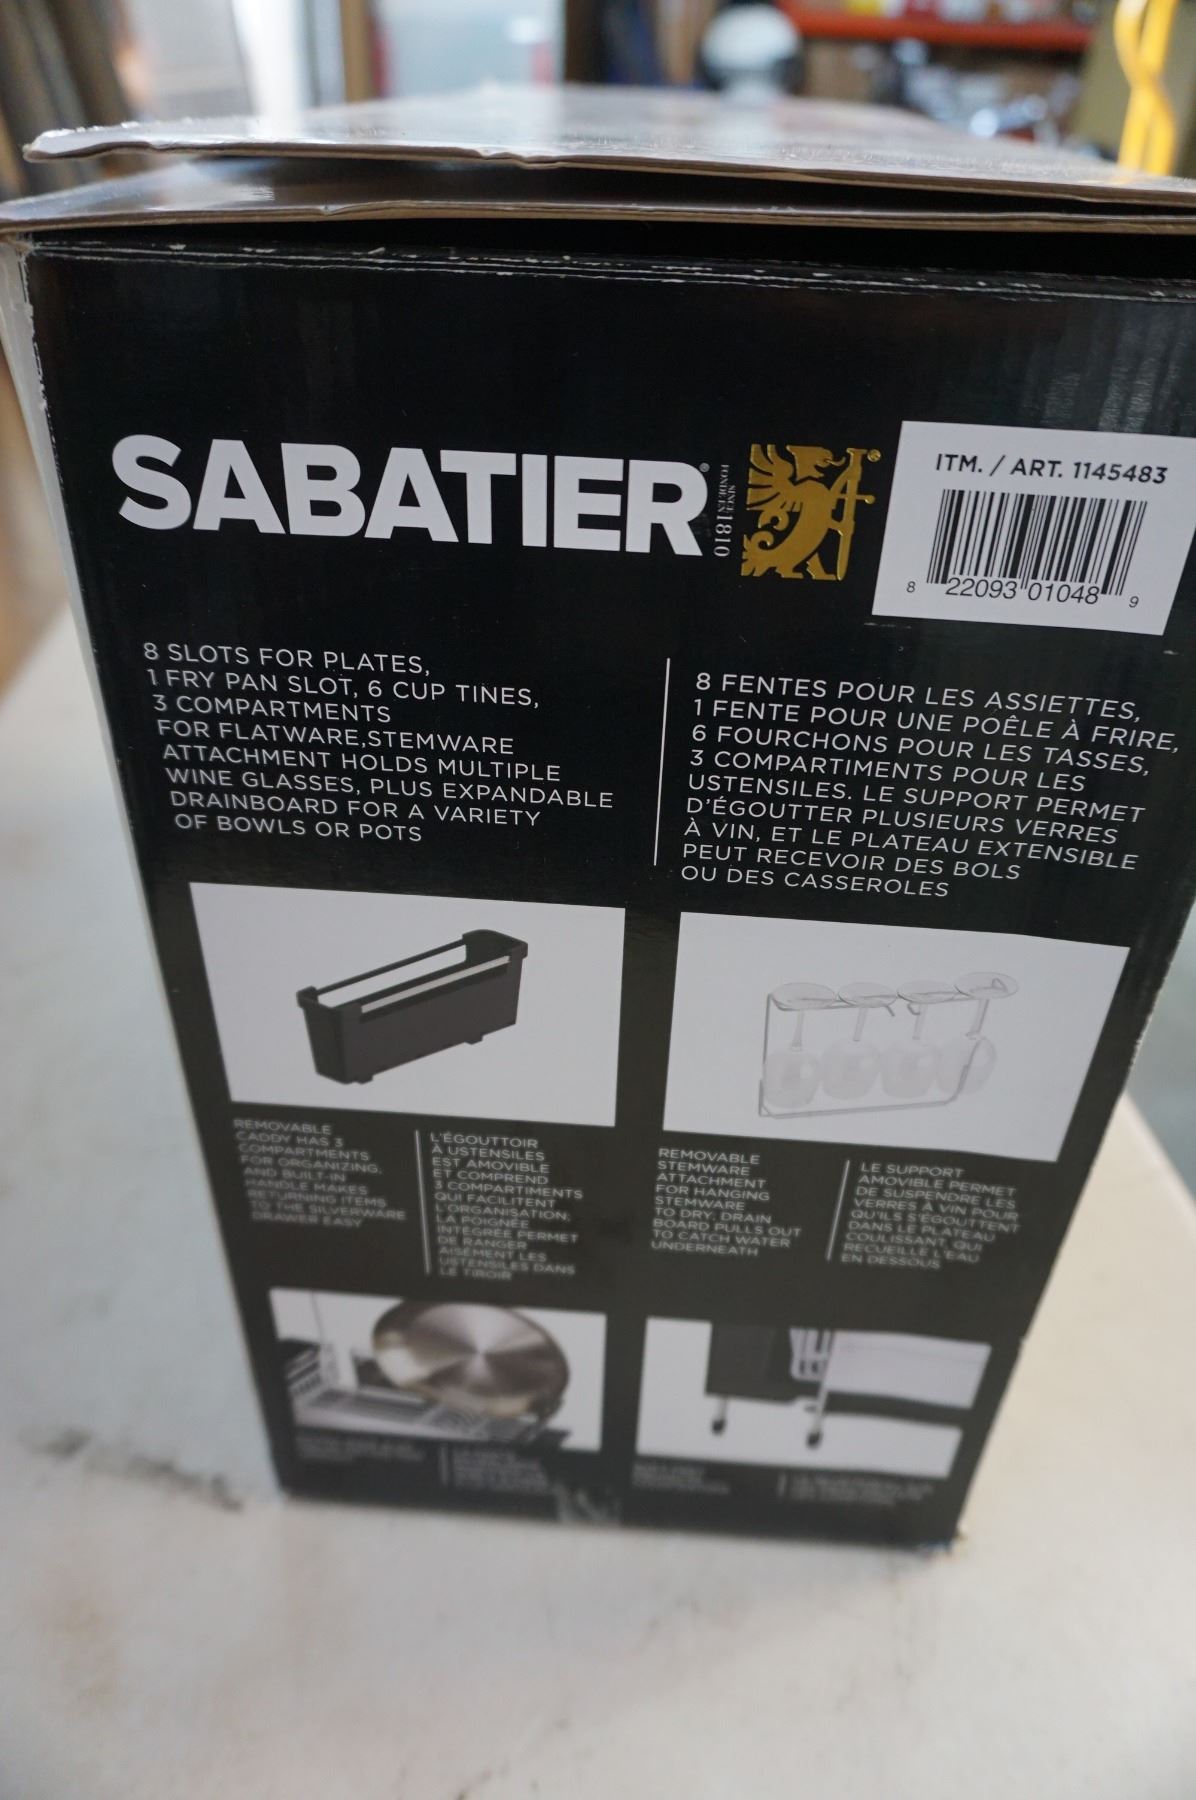 SABATIER®
SINCE
FONDÉ EN 1810
ITM. / ART. 1145483
8 22093 01048 9
8 SLOTS FOR PLATES,
1 FRY PAN SLOT, 6 CUP TINES,
3 COMPARTMENTS
FOR FLATWARE,STEMWARE
ATTACHMENT HOLDS MULTIPLE
WINE GLASSES, PLUS EXPANDABLE
DRAINBOARD FOR A VARIETY
OF BOWLS OR POTS
8 FENTES POUR LES ASSIETTES,
1 FENTE POUR UNE POÊLE À FRIRE,
6 FOURCHONS POUR LES TASSES,
3 COMPARTIMENTS POUR LES
USTENSILES. LE SUPPORT PERMET
D'ÉGOUTTER PLUSIEURS VERRES
À VIN, ET LE PLATEAU EXTENSIBLE
PEUT RECEVOIR DES BOLS
OU DES CASSEROLES
REMOVABLE
CADDY HAS 3
COMPARTMENTS
FOR ORGANIZING,
AND BUILT-IN
HANDLE MAKES
RETURNING ITEMS
TO THE SILVERWARE
DRAWER EASY
L'ÉGOUTTOIR
À USTENSILES
EST AMOVIBLE
ET COMPREND
3 COMPARTIMENTS
QUI FACILITENT
L'ORGANISATION;
LA POIGNÉE
INTÉGRÉE PERMET
DE RANGER
AISÉMENT LES
USTENSILES DANS
LE TIROIR
REMOVABLE
STEMWARE
ATTACHMENT
FOR HANGING
STEMWARE
TO DRY, DRAIN
BOARD PULLS OUT
TO CATCH WATER
UNDERNEATH
LE SUPPORT
AMOVIBLE PERMET
DE SUSPENDRE LES
VERRES À VIN POUR
QU'ILS S'ÉGOUTTENT
DANS LE PLATEAU
COULISSANT, QUI
RECUEILLE L'EAU
EN DESSOUS